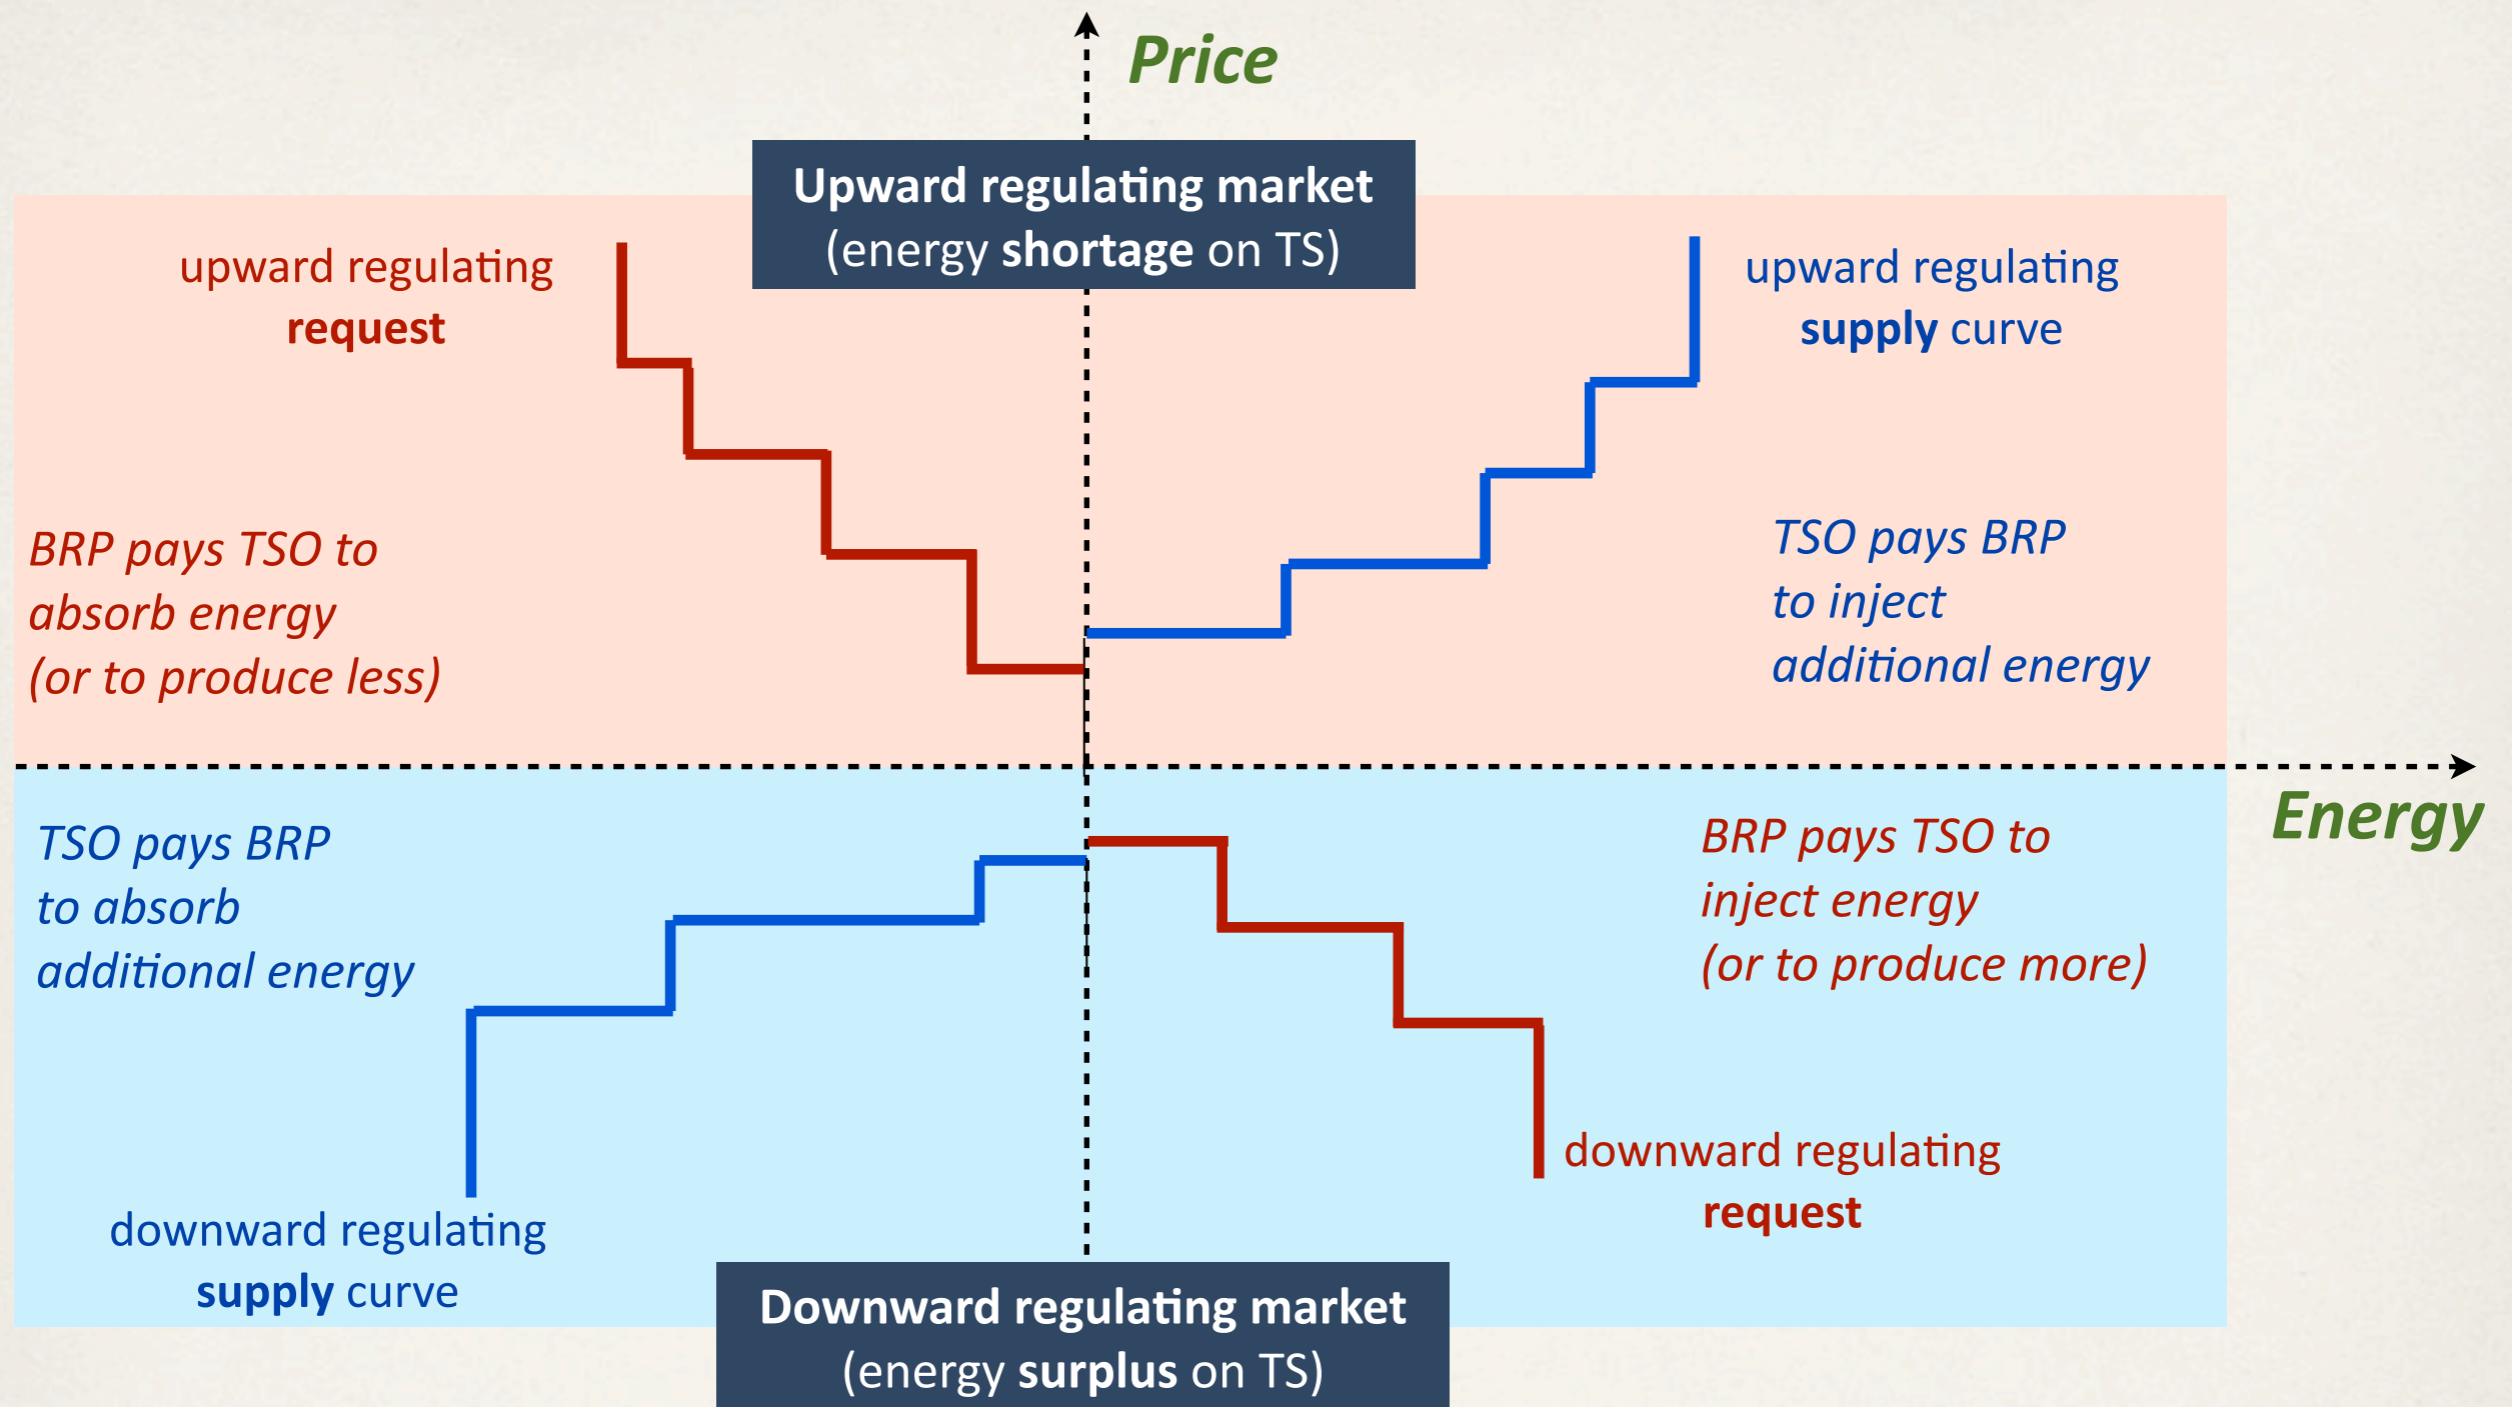 Price
Upward regulating market
(energy shortage on TS)
upward regulating
request
upward regulating
supply curve
BRP pays TSO to
absorb energy
(or to produce less)
TSO pays BRP
to inject
additional energy
Energy
TSO pays BRP
to absorb
additional energy
BRP pays TSO to
inject energy
(or to produce more)
downward regulating
supply curve
downward regulating
request
Downward regulating market
(energy surplus on TS)